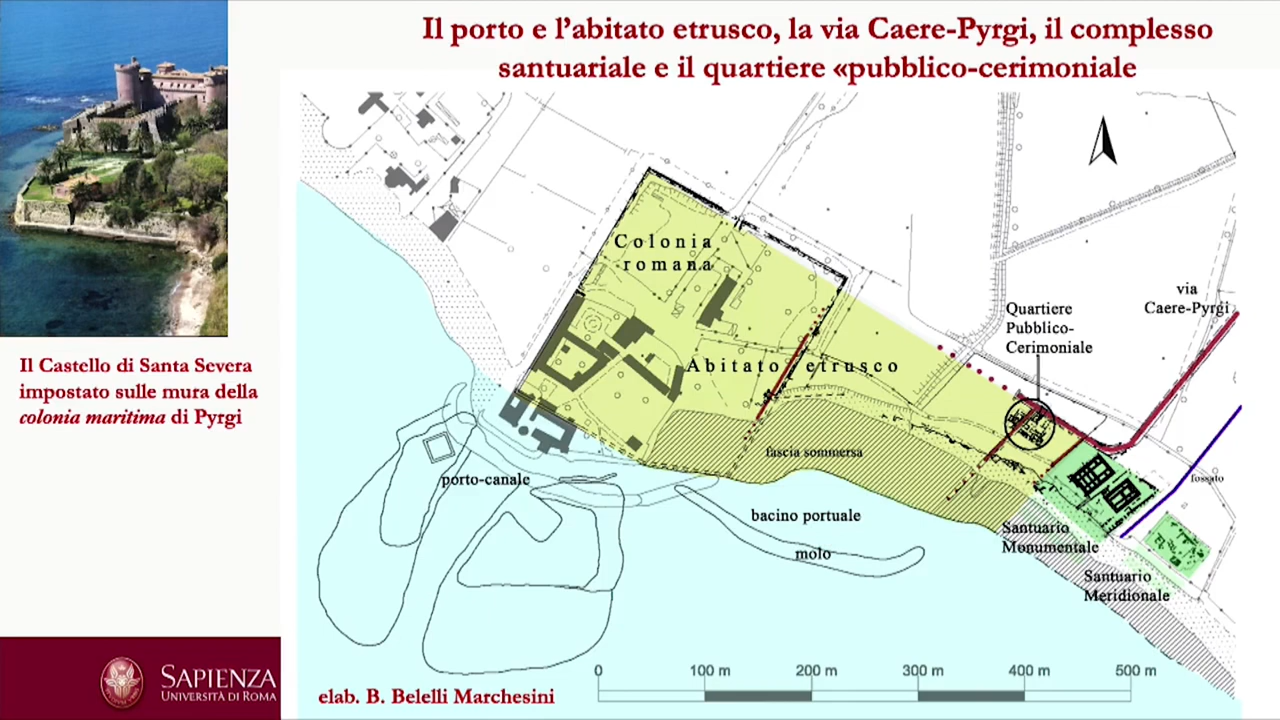 Il porto e l'abitato etrusco, la via Caere-Pyrgi, il complesso
santuariale e il quartiere «pubblico-cerimoniale
Il Castello di Santa Severa
impostato sulle mura della
colonia maritima di Pyrgi
Colonia
romana
Abitato etrusco
Quartiere
Pubblico-
Cerimoniale
via
Caere-Pyrgi
fascia sommersa
porto-canale
bacino portuale
molo
fossato
Santuario
Monumentale
Santuario
Meridionale
0 100 m 200 m 300 m 400 m 500 m
elab. B. Belelli Marchesini
SAPIENZA
UNIVERSITÀ DI ROMA